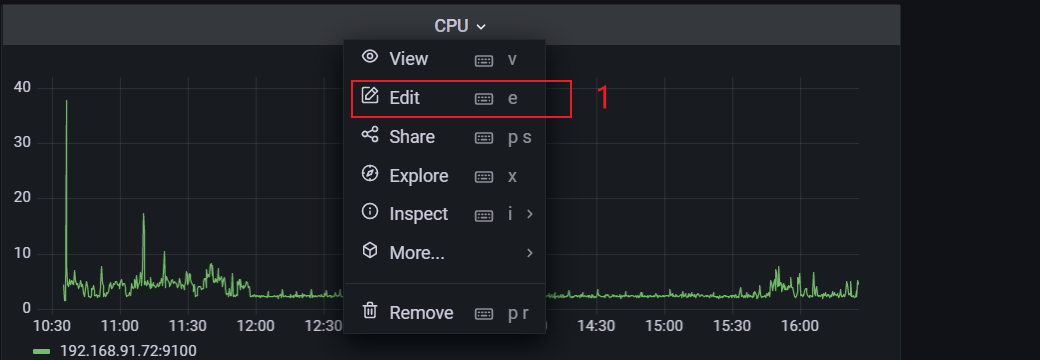 CPU
View v
Edit e
1
Share p s
Explore x
Inspect i
More...
Remove p r
40
30
20
10
0
10:30 11:00 11:30 12:00 12:30 14:30 15:00 15:30 16:00
192.168.91.72:9100